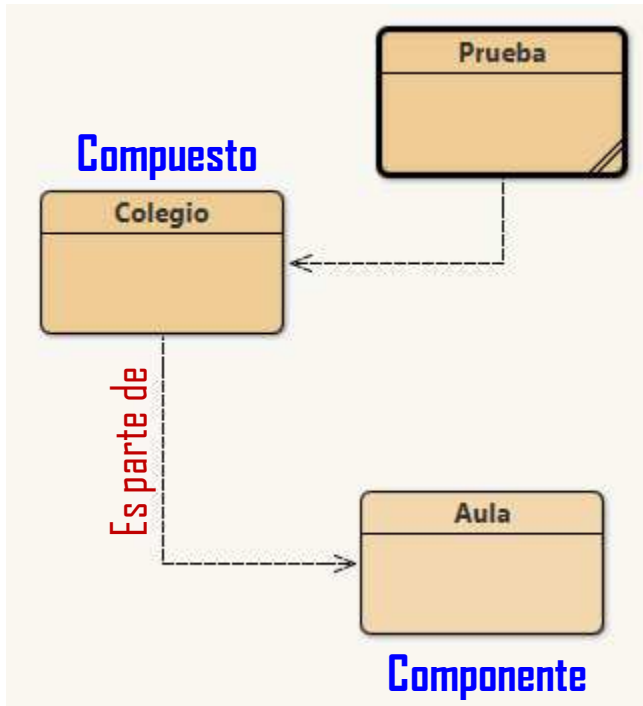 Prueba
Compuesto
Colegio
Es parte de
Aula
Componente